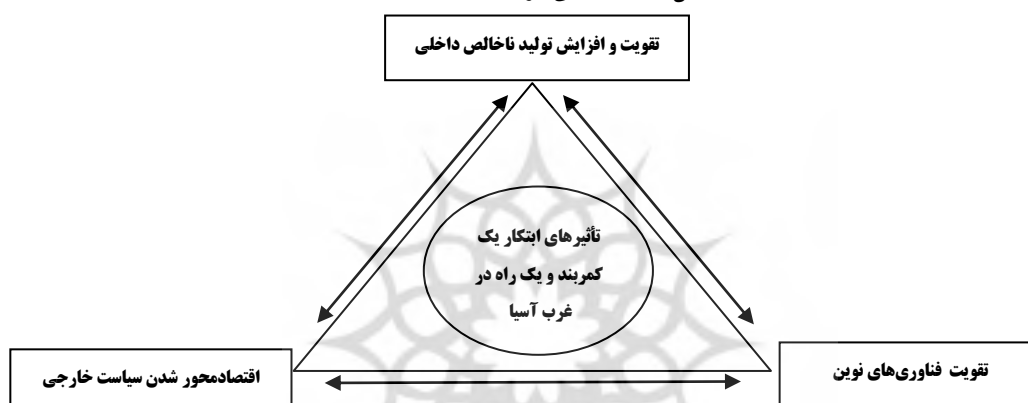 تقویت و افزایش تولید ناخالص داخلی
تأثیرهای ابتکار یک
کمربند و یک راه در
غرب آسیا
تقویت فناوری‌های نوین
اقتصادمحور شدن سیاست خارجی